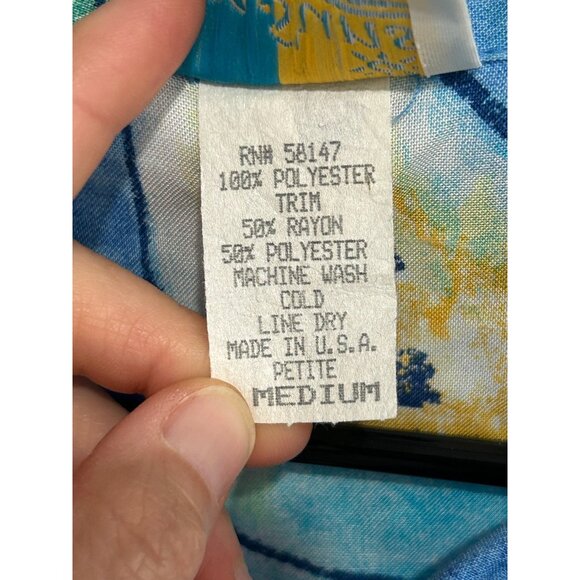 RN# 58147
100% POLYESTER
TRIM
50% RAYON
50% POLYESTER
MACHINE WASH
COLD
LINE DRY
MADE IN U.S.A.
PETITE
MEDIUM